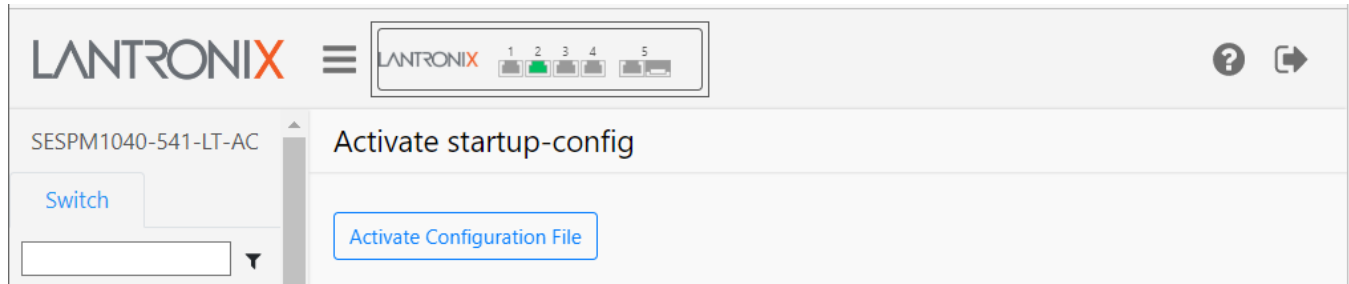 LANTRONIX
LANTRONIX 1 2 3 4 5
SESPM1040-541-LT-AC
Activate startup-config
Switch
Activate Configuration File